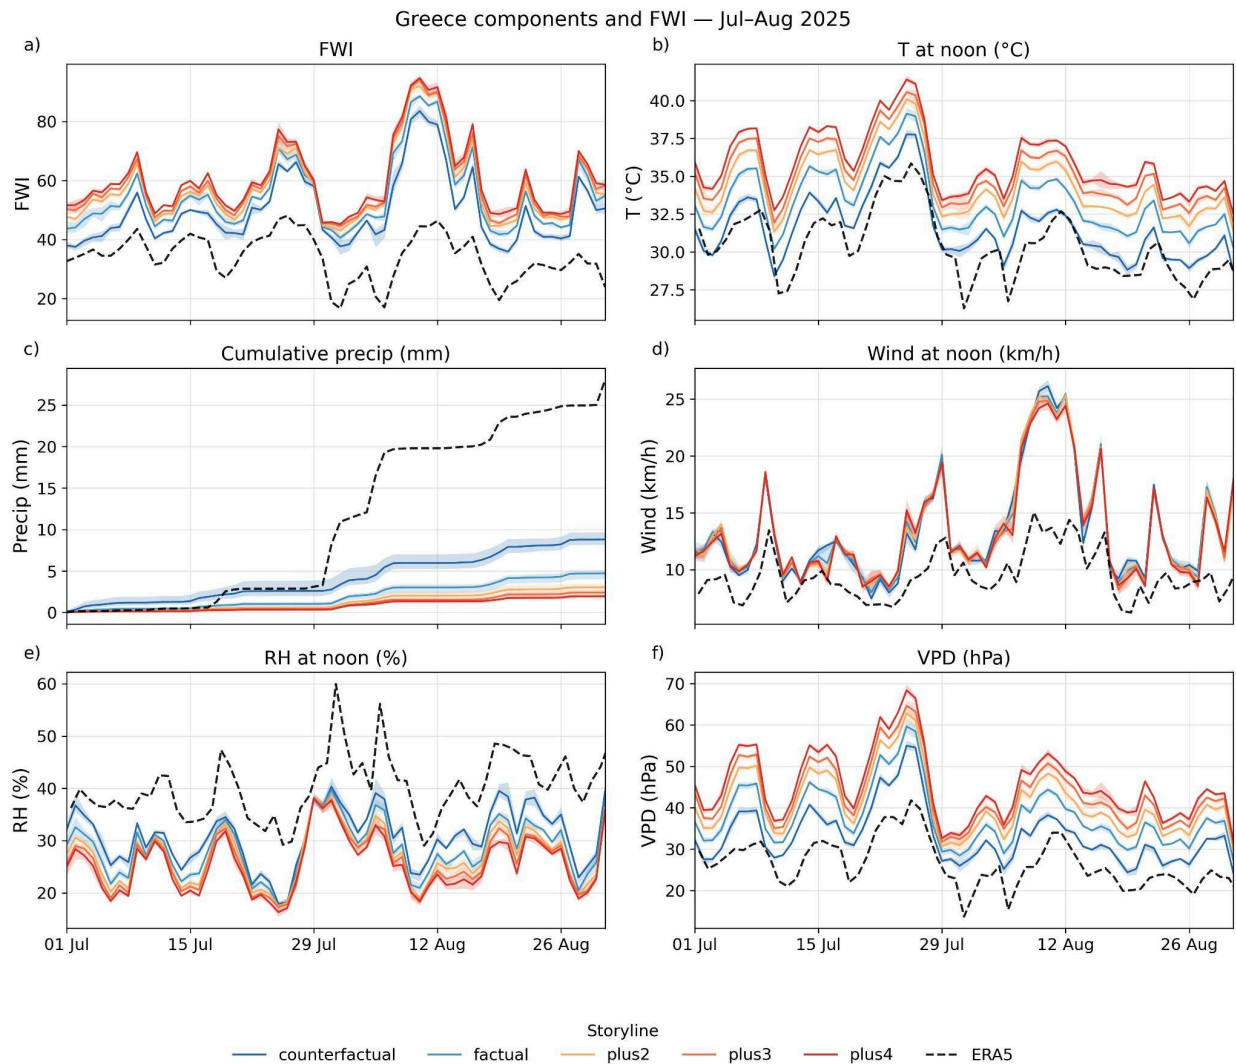 Greece components and FWI — Jul–Aug 2025
a)
FWI
b)
T at noon (°C)
FWI
80
60
40
20
T (°C)
40.0
37.5
35.0
32.5
30.0
27.5
c)
Cumulative precip (mm)
d)
Wind at noon (km/h)
Precip (mm)
25
20
15
10
5
0
Wind (km/h)
25
20
15
10
e)
RH at noon (%)
f)
VPD (hPa)
RH (%)
60
50
40
30
20
01 Jul 15 Jul 29 Jul 12 Aug 26 Aug
VPD (hPa)
70
60
50
40
30
20
01 Jul 15 Jul 29 Jul 12 Aug 26 Aug
Storyline
counterfactual factual plus2 plus3 plus4 ERA5